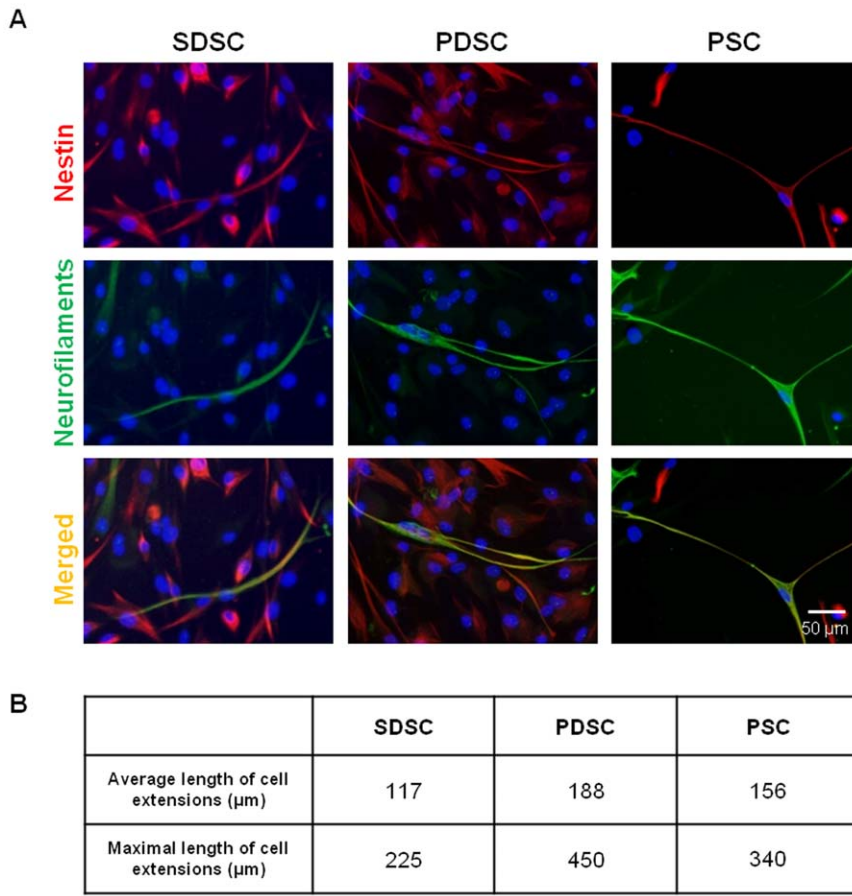 A
SDSC PDSC PSC
Nestin
Neurofilaments
Merged
50 µm
B
SDSC PDSC PSC
Average length of cell
extensions (µm) 117 188 156
Maximal length of cell
extensions (µm) 225 450 340